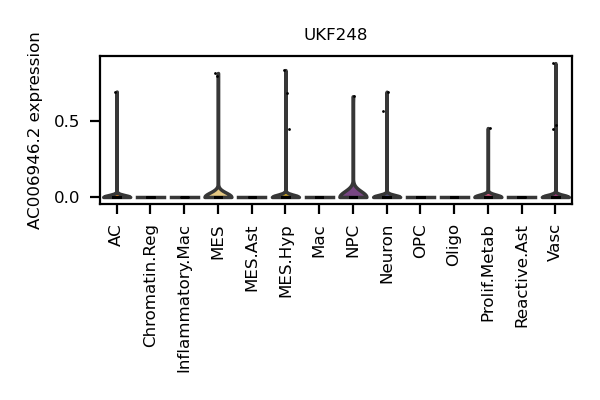 UKF248
AC006946.2 expression
0.5
0.0
AC
Chromatin.Reg
Inflammatory.Mac
MES
MES.Ast
MES.Hyp
Mac
NPC
Neuron
OPC
Oligo
Prolif.Metab
Reactive.Ast
Vasc